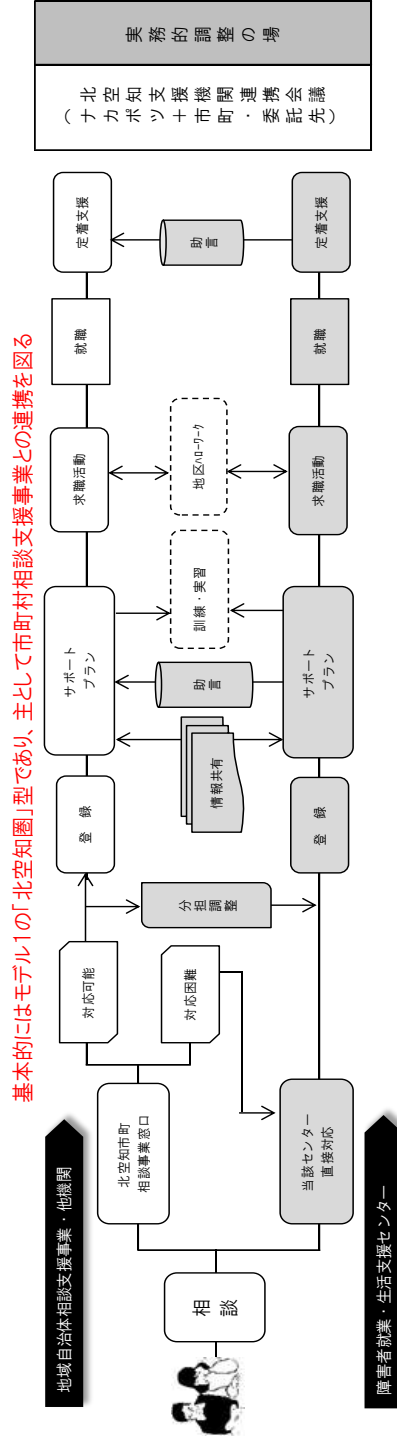 基本的にはモデル1の「北空知圏」型であり、主として市町村相談支援事業との連携を図る
地域自治体相談支援事業・他機関
相
談
北空知市町
相談事業窓口
対応可能
対応困難
登 録
サポート
プラン
求職活動
就職
定着支援
分担調整
情報共有
助言
訓練・実習
地区ハローワーク
助言
当該センター
直接対応
登 録
サポート
プラン
求職活動
就職
定着支援
障害者就業・生活支援センター
北空知支援機関連携会議
（ナカポツ＋市町・委託先）
実務的調整の場